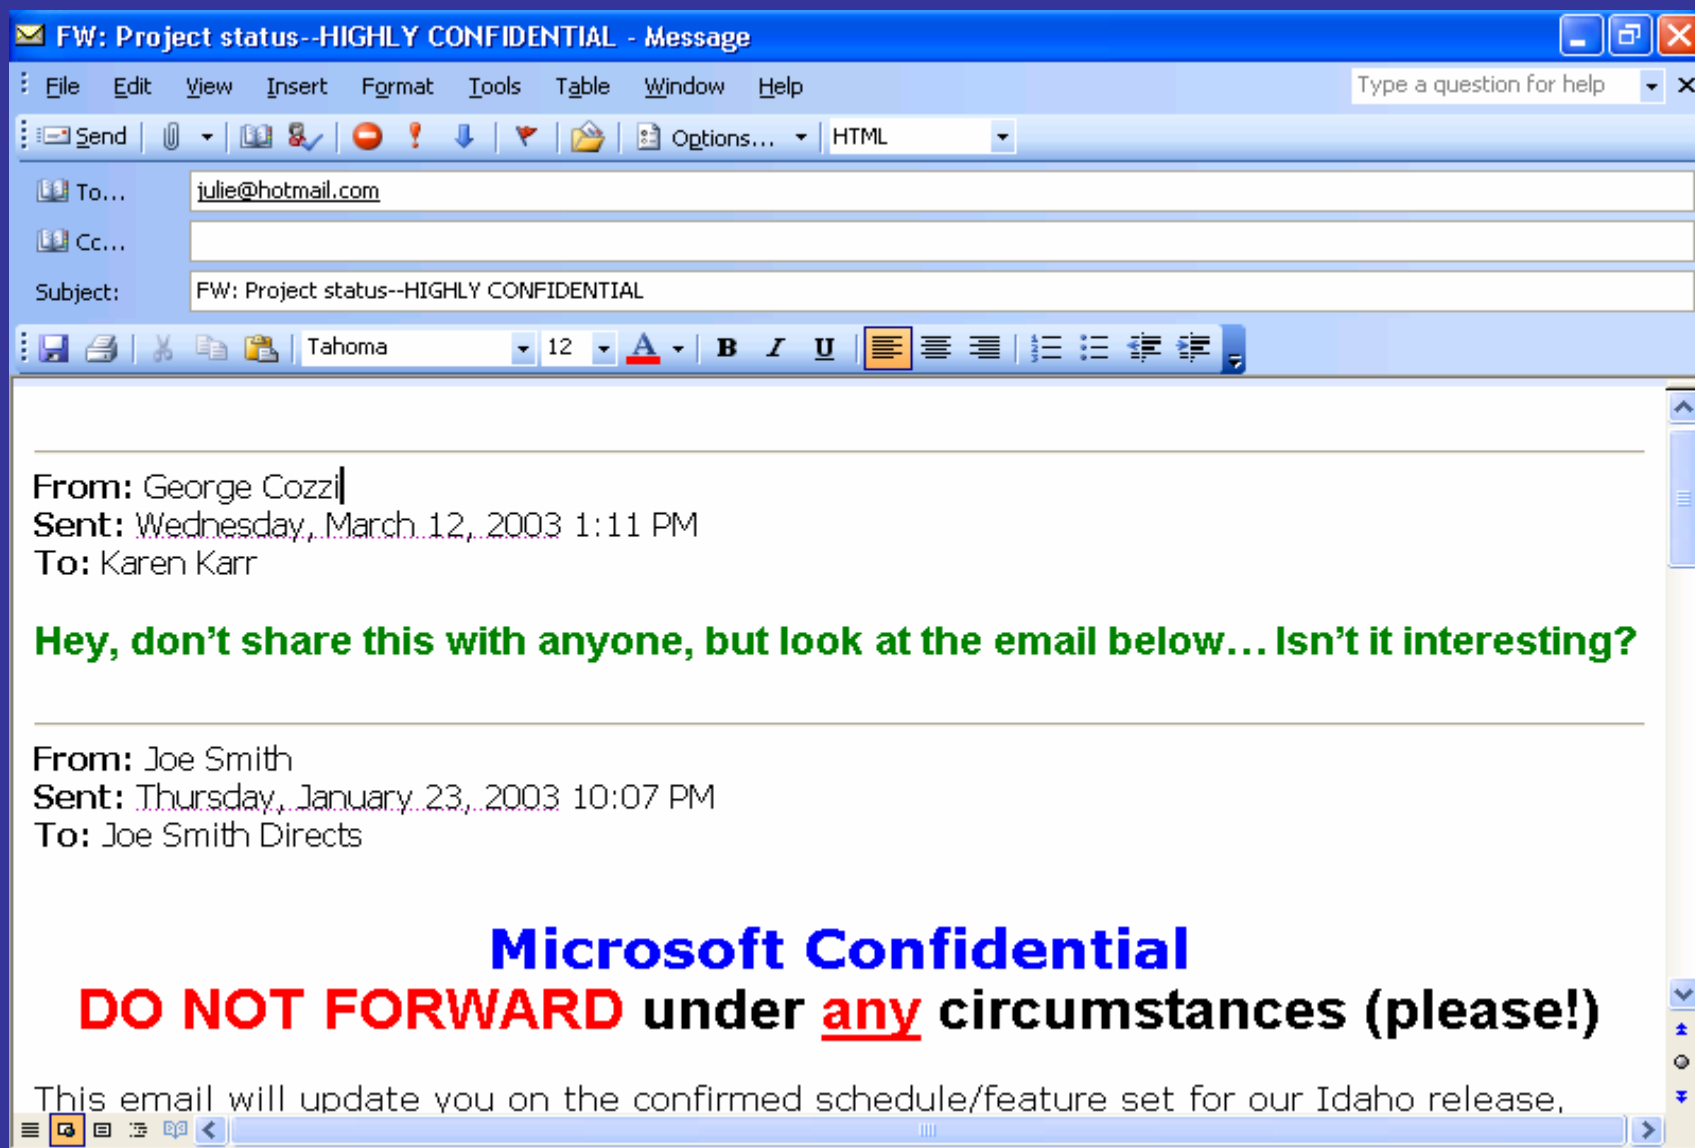 FW: Project status--HIGHLY CONFIDENTIAL - Message
File Edit View Insert Format Tools Table Window Help Type a question for help
Send Options... HTML
To... julie@hotmail.com
Cc...
Subject: FW: Project status--HIGHLY CONFIDENTIAL
Tahoma 12 A B I U
From: George Cozzi
Sent: Wednesday, March 12, 2003 1:11 PM
To: Karen Karr
Hey, don’t share this with anyone, but look at the email below... Isn’t it interesting?
From: Joe Smith
Sent: Thursday, January 23, 2003 10:07 PM
To: Joe Smith Directs
Microsoft Confidential
DO NOT FORWARD under any circumstances (please!)
This email will update you on the confirmed schedule/feature set for our Idaho release,